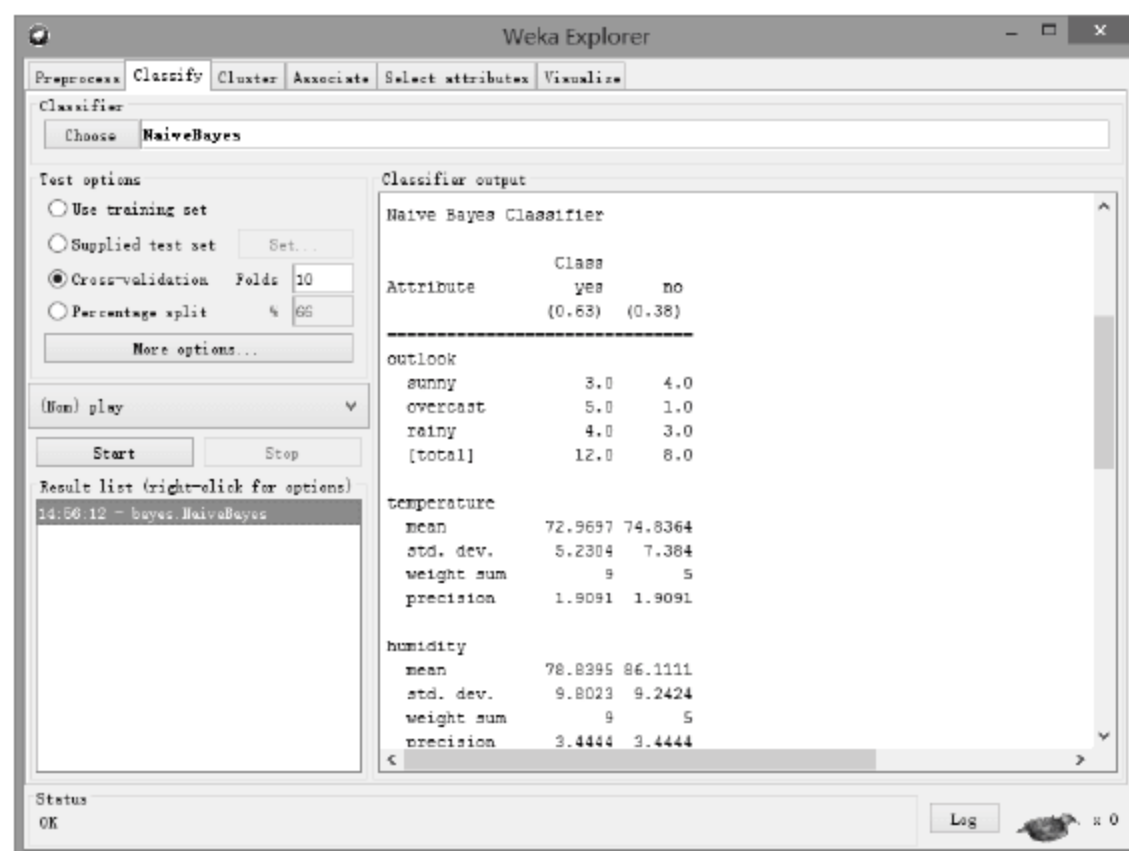 Weka Explorer
Preprocess Classify Cluster Associate Select attributes Visualize
Classifier
Choose NaiveBayes
Test options
Use training set
Supplied test set Set...
Cross-validation Folds 10
Percentage split % 66
More options...
(Nom) play
Start Stop
Result list (right-click for options)
14:56:12 - bayes.NaiveBayes
Classifier output
Naive Bayes Classifier
Class
Attribute yes no
(0.63) (0.38)
===============================
outlook
sunny 3.0 4.0
overcast 5.0 1.0
rainy 4.0 3.0
[total] 12.0 8.0
temperature
mean 72.9697 74.8364
std. dev. 5.2304 7.384
weight sum 9 5
precision 1.9091 1.9091
humidity
mean 78.8395 86.1111
std. dev. 9.8023 9.2424
weight sum 9 5
precision 3.4444 3.4444
Status
OK
Log x 0